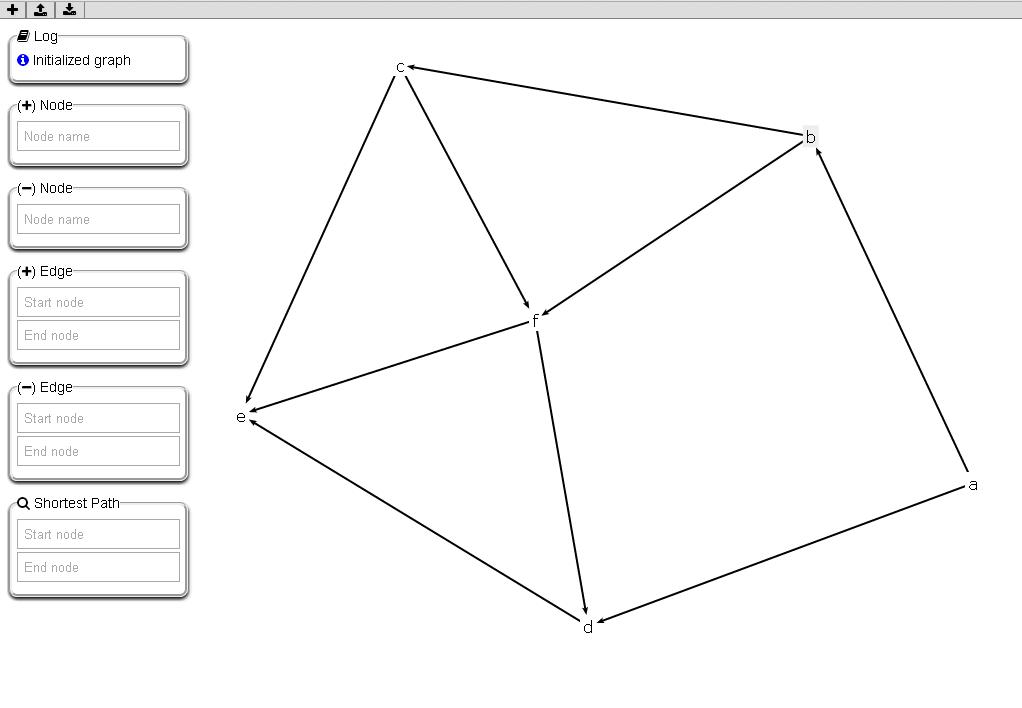 Log
Initialized graph
(+) Node
Node name
(−) Node
Node name
(+) Edge
Start node
End node
(−) Edge
Start node
End node
Shortest Path
Start node
End node
c
b
f
e
a
d